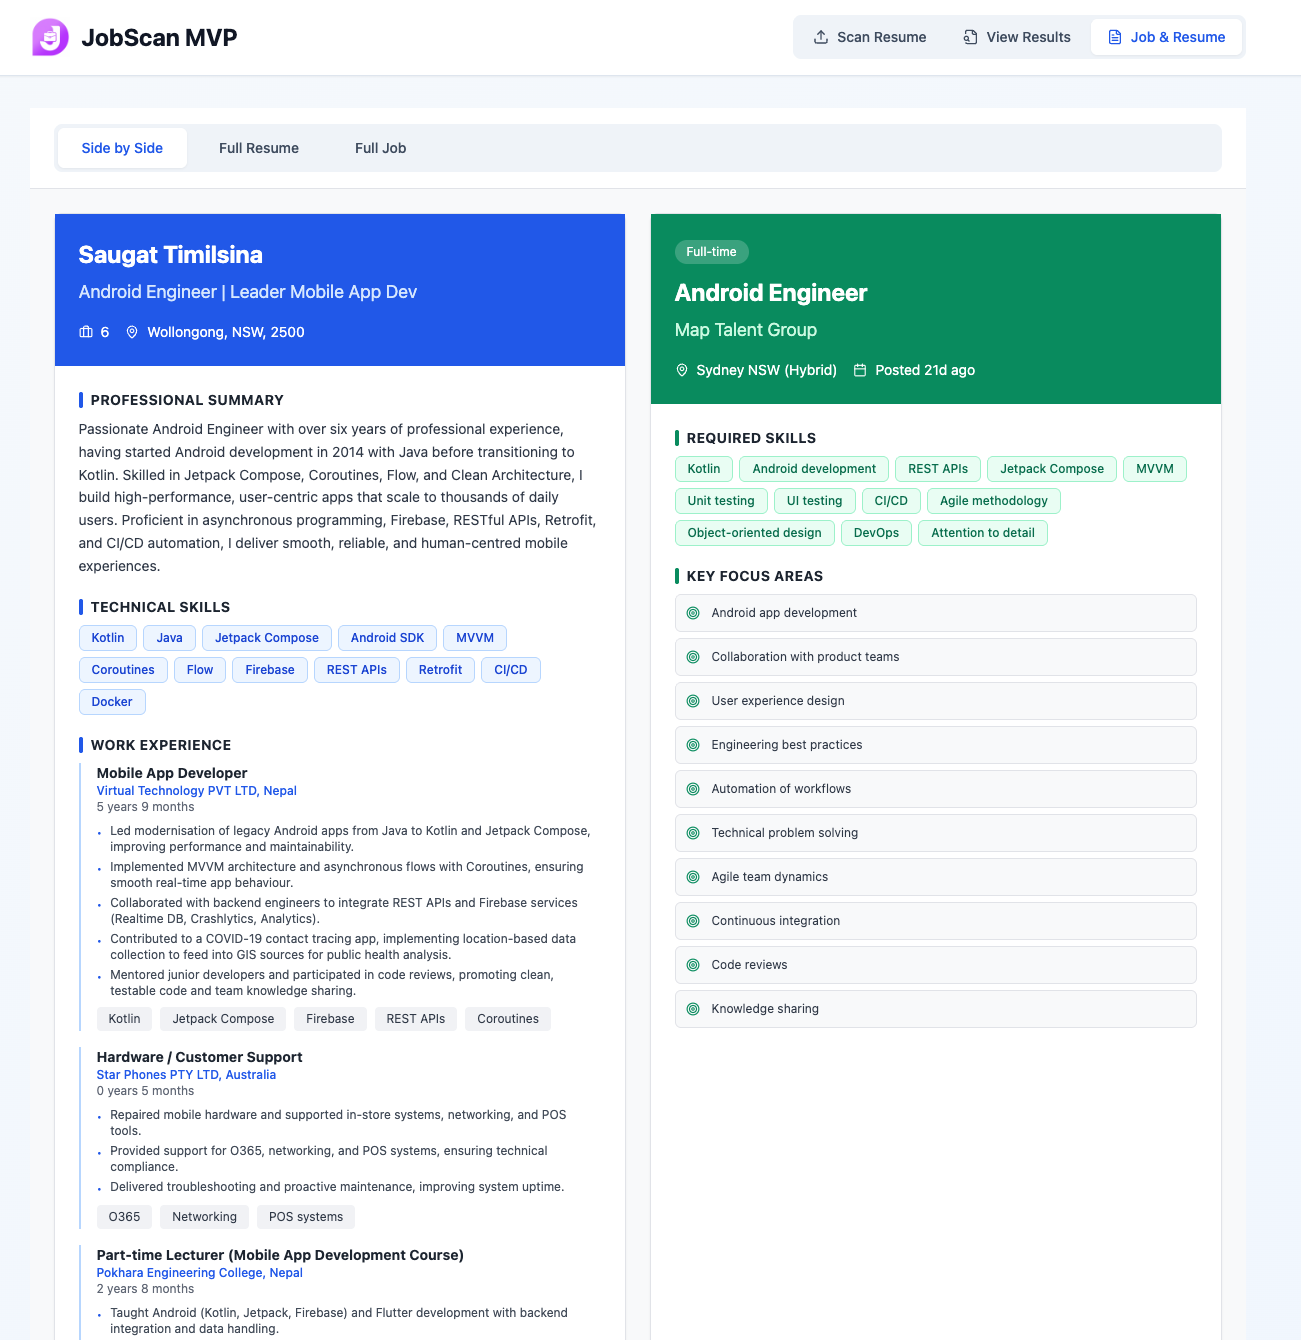 JobScan MVP
Scan Resume
View Results
Job & Resume
Side by Side
Full Resume
Full Job
Saugat Timilsina
Android Engineer | Leader Mobile App Dev
6
Wollongong, NSW, 2500
PROFESSIONAL SUMMARY
Passionate Android Engineer with over six years of professional experience,
having started Android development in 2014 with Java before transitioning to
Kotlin. Skilled in Jetpack Compose, Coroutines, Flow, and Clean Architecture, I
build high-performance, user-centric apps that scale to thousands of daily
users. Proficient in asynchronous programming, Firebase, RESTful APIs, Retrofit,
and CI/CD automation, I deliver smooth, reliable, and human-centred mobile
experiences.
TECHNICAL SKILLS
Kotlin
Java
Jetpack Compose
Android SDK
MVVM
Coroutines
Flow
Firebase
REST APIs
Retrofit
CI/CD
Docker
WORK EXPERIENCE
Mobile App Developer
Virtual Technology PVT LTD, Nepal
5 years 9 months
• Led modernisation of legacy Android apps from Java to Kotlin and Jetpack Compose,
improving performance and maintainability.
• Implemented MVVM architecture and asynchronous flows with Coroutines, ensuring
smooth real-time app behaviour.
• Collaborated with backend engineers to integrate REST APIs and Firebase services
(Realtime DB, Crashlytics, Analytics).
• Contributed to a COVID-19 contact tracing app, implementing location-based data
collection to feed into GIS sources for public health analysis.
• Mentored junior developers and participated in code reviews, promoting clean,
testable code and team knowledge sharing.
Kotlin
Jetpack Compose
Firebase
REST APIs
Coroutines
Hardware / Customer Support
Star Phones PTY LTD, Australia
0 years 5 months
• Repaired mobile hardware and supported in-store systems, networking, and POS
tools.
• Provided support for O365, networking, and POS systems, ensuring technical
compliance.
• Delivered troubleshooting and proactive maintenance, improving system uptime.
O365
Networking
POS systems
Part-time Lecturer (Mobile App Development Course)
Pokhara Engineering College, Nepal
2 years 8 months
• Taught Android (Kotlin, Jetpack, Firebase) and Flutter development with backend
integration and data handling.
Full-time
Android Engineer
Map Talent Group
Sydney NSW (Hybrid)
Posted 21d ago
REQUIRED SKILLS
Kotlin
Android development
REST APIs
Jetpack Compose
MVVM
Unit testing
UI testing
CI/CD
Agile methodology
Object-oriented design
DevOps
Attention to detail
KEY FOCUS AREAS
Android app development
Collaboration with product teams
User experience design
Engineering best practices
Automation of workflows
Technical problem solving
Agile team dynamics
Continuous integration
Code reviews
Knowledge sharing